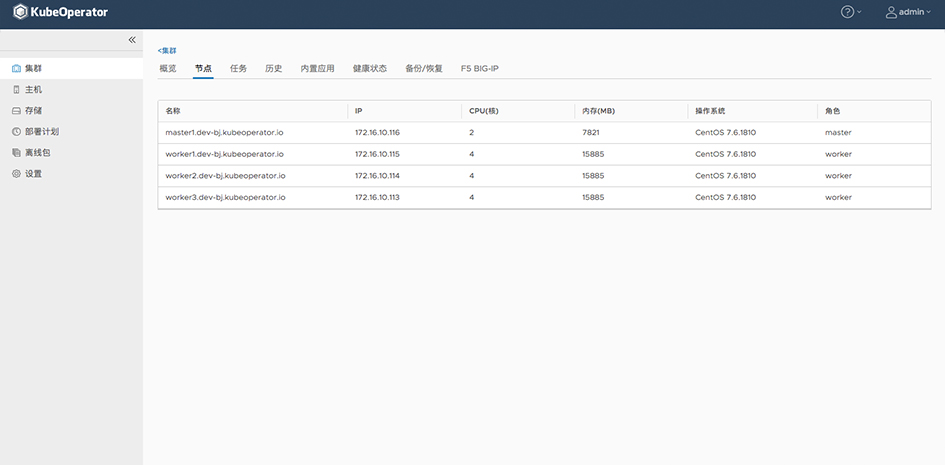 KubeOperator
admin
集群
主机
存储
部署计划
离线包
设置
<集群
概览 节点 任务 历史 内置应用 健康状态 备份/恢复 F5 BIG-IP
名称 IP CPU(核) 内存(MB) 操作系统 角色
master1.dev-bj.kubeoperator.io 172.16.10.116 2 7821 CentOS 7.6.1810 master
worker1.dev-bj.kubeoperator.io 172.16.10.115 4 15885 CentOS 7.6.1810 worker
worker2.dev-bj.kubeoperator.io 172.16.10.114 4 15885 CentOS 7.6.1810 worker
worker3.dev-bj.kubeoperator.io 172.16.10.113 4 15885 CentOS 7.6.1810 worker